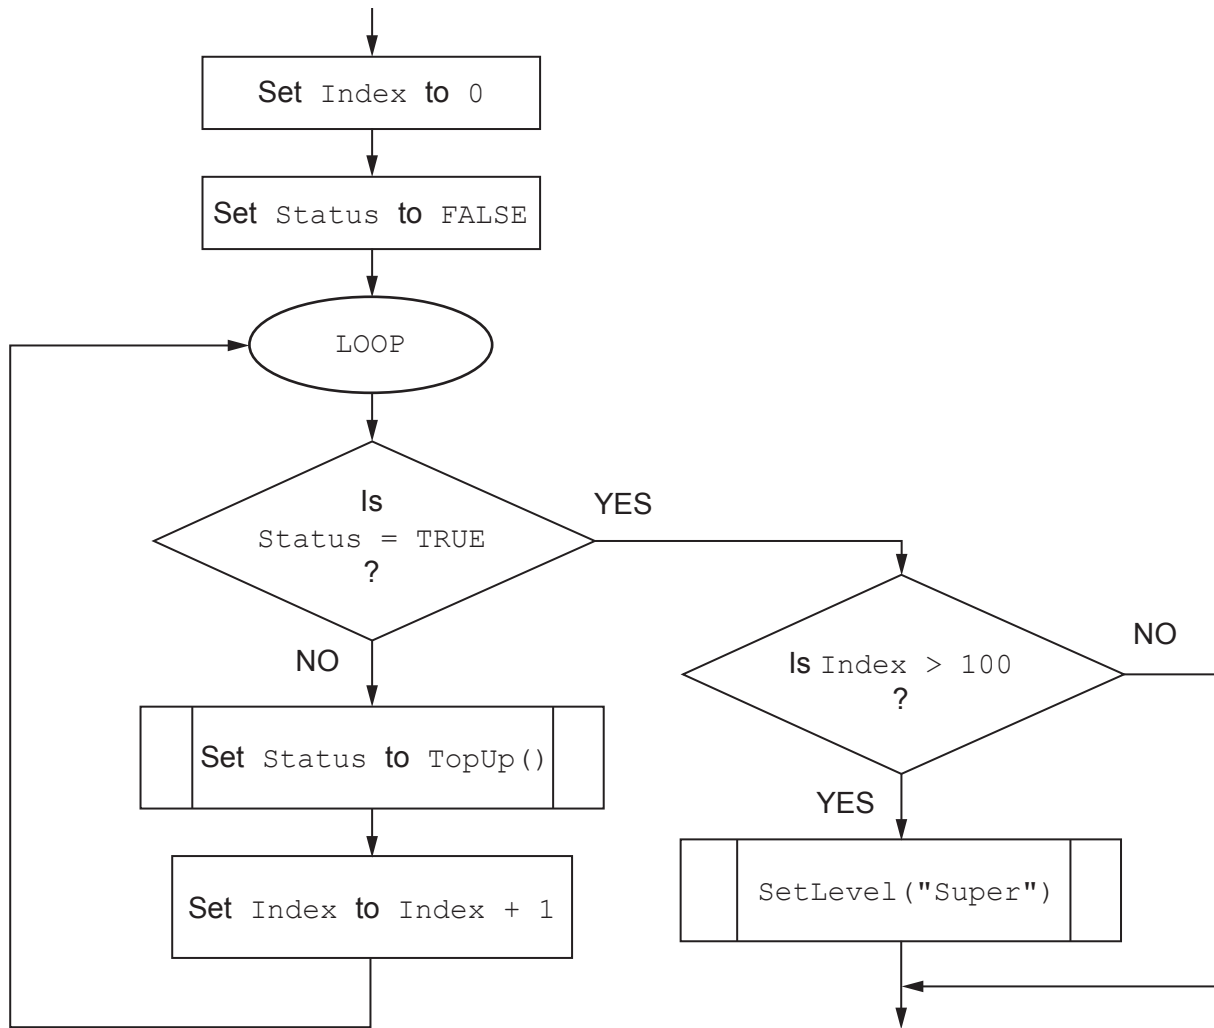 Set Index to 0
Set Status to FALSE
LOOP
Is
Status = TRUE
?
YES
NO
Set Status to TopUp()
Set Index to Index + 1
Is Index > 100
?
NO
YES
SetLevel("Super")